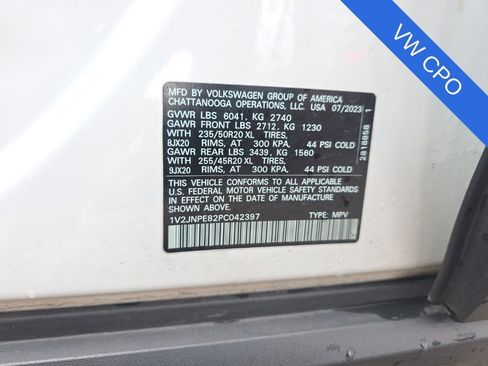 VW CPO
MFD BY VOLKSWAGEN GROUP OF AMERICA
CHATTANOOGA OPERATIONS, LLC. USA 07/2023
GVWR LBS 6041, KG 2740
GAWR FRONT LBS 2712, KG 1230
WITH 235/50R20 XL TIRES,
8JX20 RIMS, AT 300 KPA. 44 PSI COLD
GAWR REAR LBS 3439, KG 1560
WITH 255/45R20 XL TIRES,
9JX20 RIMS, AT 300 KPA. 44 PSI COLD
THIS VEHICLE CONFORMS TO ALL APPLICABLE
U.S. FEDERAL MOTOR VEHICLE SAFETY STANDARDS
IN EFFECT ON THE DATE OF MANUFACTURE
SHOWN ABOVE.
1V2JNPE82PC042397 TYPE: MPV
2818858 1